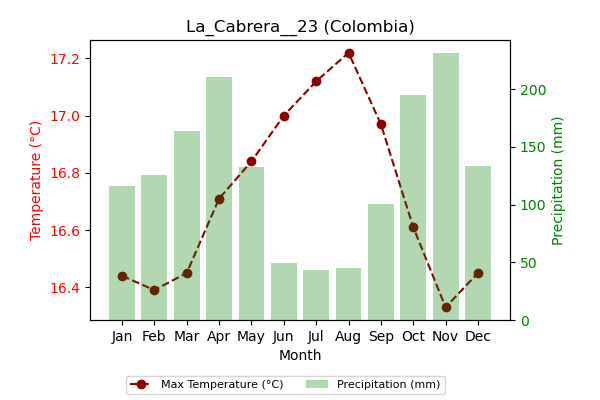 La_Cabrera__23 (Colombia)
17.2
17.0
16.8
16.6
16.4
Temperature (°C)
200
150
100
50
0
Precipitation (mm)
Jan Feb Mar Apr May Jun Jul Aug Sep Oct Nov Dec
Month
Max Temperature (°C) Precipitation (mm)